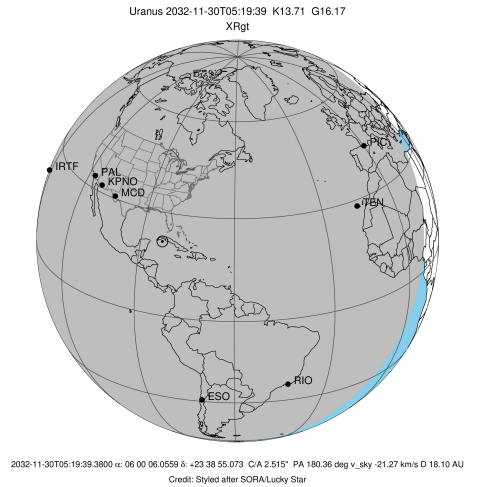 Uranus 2032-11-30T05:19:39 K13.71 G16.17
XRgt
PIC
IRTF
PAL
KPNO
MCD
TEN
RIO
ESO
2032-11-30T05:19:39.3800 α: 06 00 06.0559 δ: +23 38 55.073 C/A 2.515" PA 180.36 deg v_sky -21.27 km/s D 18.10 AU
Credit: Styled after SORA/Lucky Star